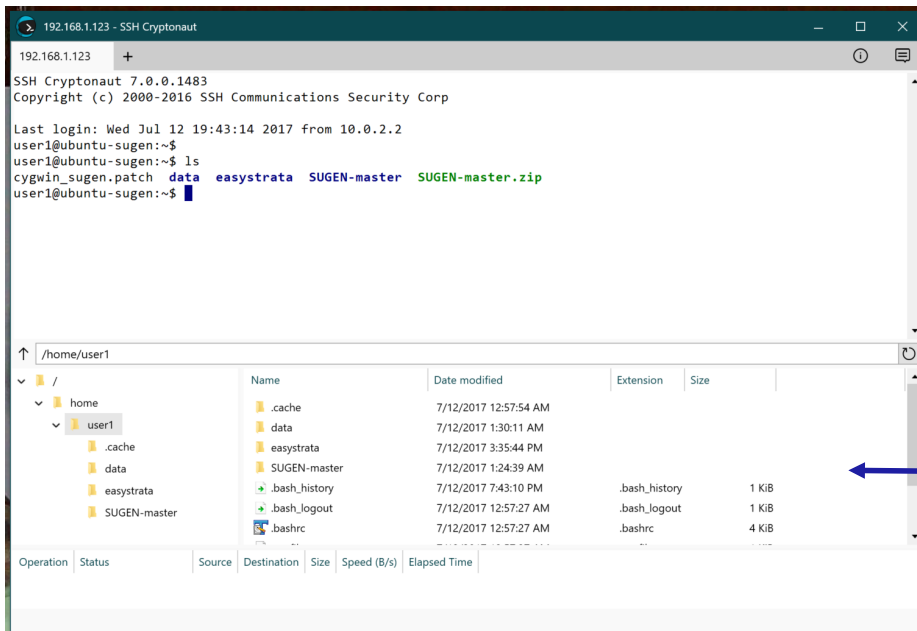 192.168.1.123 - SSH Cryptonaut
192.168.1.123 +
SSH Cryptonaut 7.0.0.1483
Copyright (c) 2000-2016 SSH Communications Security Corp
Last login: Wed Jul 12 19:43:14 2017 from 10.0.2.2
user1@ubuntu-sugen:~$
user1@ubuntu-sugen:~$ ls
cygwin_sugen.patch data easystrata SUGEN-master SUGEN-master.zip
user1@ubuntu-sugen:~$
/home/user1
/
home
user1
.cache
data
easystrata
SUGEN-master
Name Date modified Extension Size
.cache 7/12/2017 12:57:54 AM
data 7/12/2017 1:30:11 AM
easystrata 7/12/2017 3:35:44 PM
SUGEN-master 7/12/2017 1:24:39 AM
.bash_history 7/12/2017 7:43:10 PM .bash_history 1 KiB
.bash_logout 7/12/2017 12:57:27 AM .bash_logout 1 KiB
.bashrc 7/12/2017 12:57:27 AM .bashrc 4 KiB
Operation Status Source Destination Size Speed (B/s) Elapsed Time